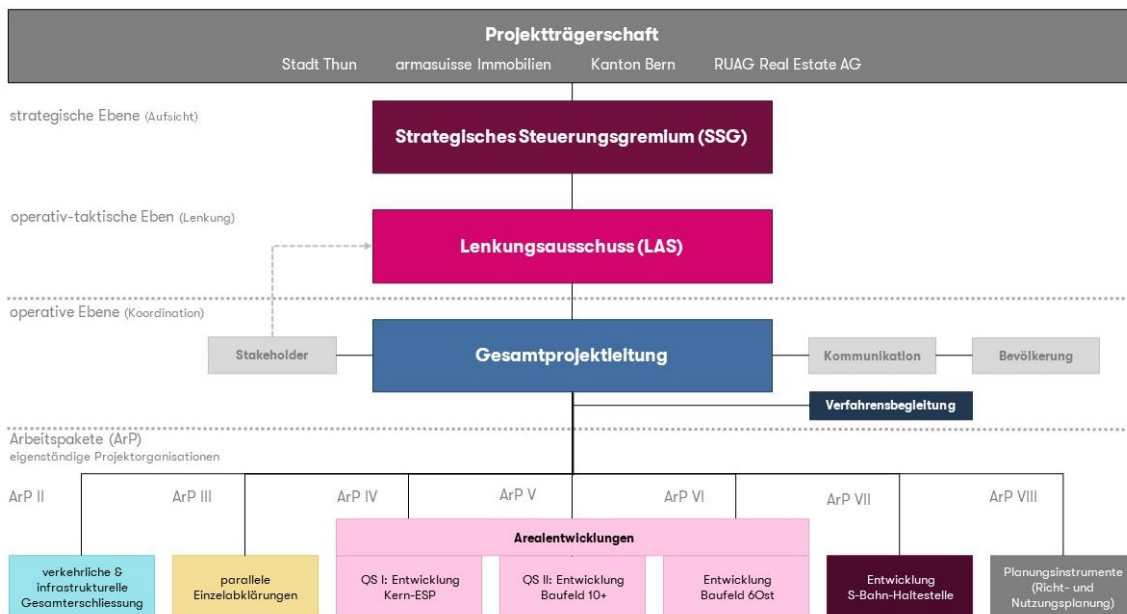 Projektträgerschaft
Stadt Thun armasuisse Immobilien Kanton Bern RUAG Real Estate AG
strategische Ebene (Aufsicht)
Strategisches Steuerungsgremium (SSG)
operativ-taktische Eben (Lenkung)
Lenkungsausschuss (LAS)
operative Ebene (Koordination)
Stakeholder
Gesamtprojektleitung
Kommunikation
Bevölkerung
Verfahrensbegleitung
Arbeitspakete (ArP)
eigenständige Projektorganisationen
ArP II
ArP III
ArP IV
ArP V
ArP VI
ArP VII
ArP VIII
Arealentwicklungen
verkehrliche &
infrastrukturelle
Gesamterschliessung
parallele
Einzelabklärungen
QS I: Entwicklung
Kern-ESP
QS II: Entwicklung
Baufeld 10+
Entwicklung
Baufeld 6Ost
Entwicklung
S-Bahn-Haltestelle
Planungsinstrumente
(Richt- und
Nutzungsplanung)